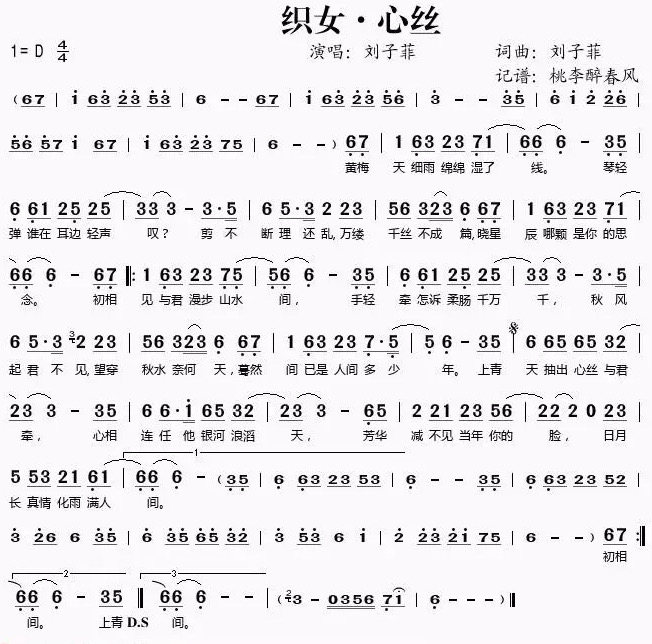 织女·心丝
1=D 4/4 演唱：刘子菲 词曲：刘子菲
记谱：桃李醉春风
（67 | i 63 23 53 | 6 - - 67 | i 63 23 56 | 3 - - 35 | 6 i 2 26 |
56 57 i 67 | i 63 23 75 | 6 - - ) 67 | 1 63 23 71 | 66 6 - 35 |
黄梅 天 细雨 绵绵 湿了 线。 琴轻
6 61 25 25 | 33 3 - 3·5 | 6 5·3 2 23 | 56 323 6 67 | 1 63 23 71 |
弹 谁在 耳边 轻声 叹？ 剪 不 断 理 还 乱,万缕 千丝 不成 篇,晓星 辰 哪颗 是你 的思
66 6 - 67 |: 1 63 23 75 | 56 6 - 35 | 6 61 25 25 | 33 3 - 3·5 |
念。 初相 见 与君 漫步 山水 间， 手轻 牵 怎诉 柔肠 千万 千， 秋 风
6 5·3 3/2 2 23 | 56 323 6 67 | 1 63 23 7·5 | 5 6 - 35 | 6 65 65 32 |
起 君 不 见,望穿 秋水 奈何 天,蓦然 间 已是 人间 多 少 年。 上青 天 抽出 心丝 与君
23 3 - 35 | 6 6·i 65 32 | 23 3 - 65 | 2 21 23 56 | 22 2 0 23 |
牵， 心相 连 任 他 银河 浪滔 天， 芳华 减 不见 当年 你的 脸， 日月
1
5 53 21 61 | 66 6 - (35 | 6 63 23 53 | 6 - - 35 | 6 63 23 52 |
长 真情 化雨 满人 间。
3 26 6 35 | 6 35 65 32 | 3 53 6 i | 2 23 21 75 | 6 - - ) 67 :|
初相
2 3
66 6 - 35 || 66 6 - - | (2/i 3 - 0356 7i | 6 - - - ) ||
间。 上青 D.S 间。